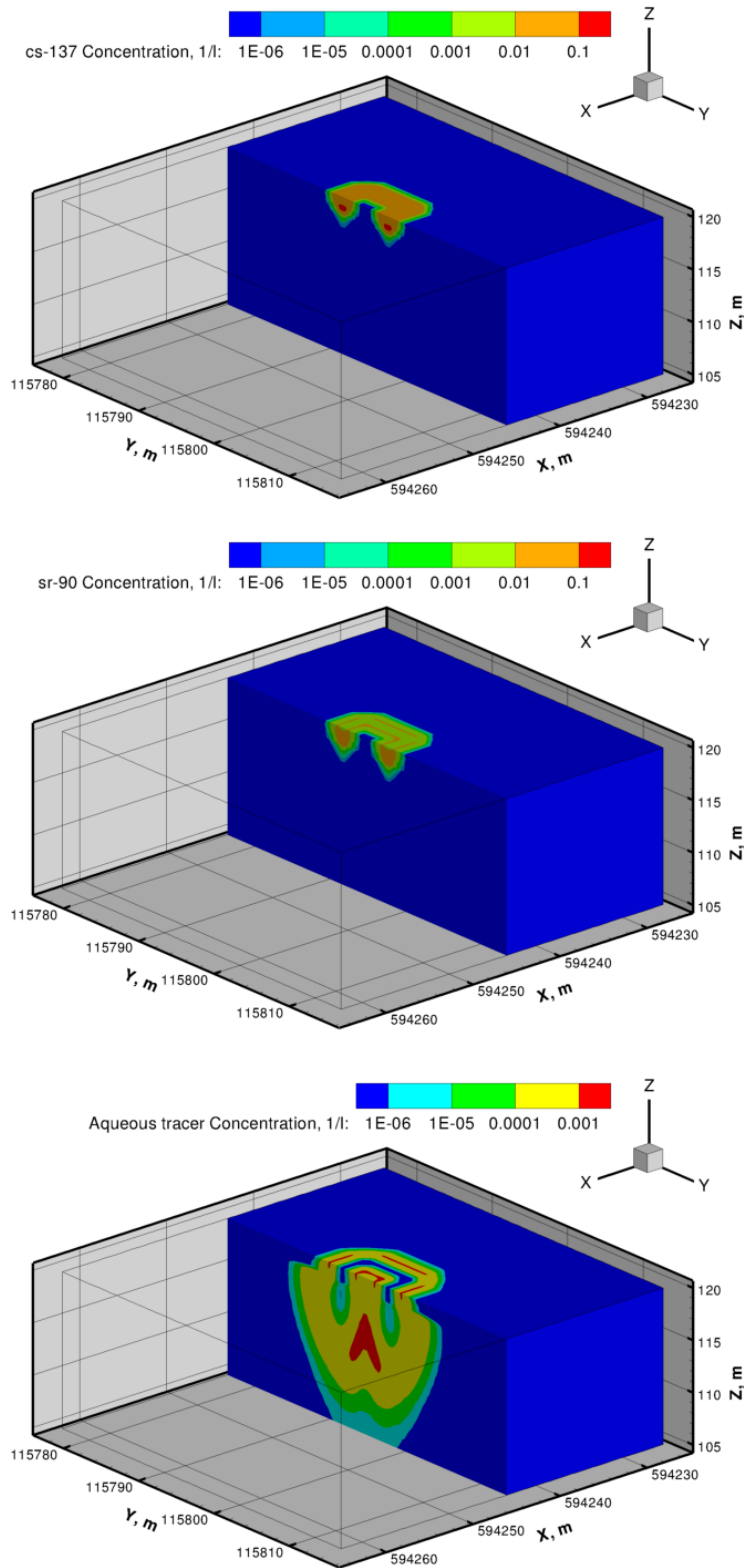 cs-137 Concentration, 1/l: 1E-06 1E-05 0.0001 0.001 0.01 0.1
Z
X
Y
120
115
110
105
Z, m
115780
115790
115800
115810
Y, m
594230
594240
594250
594260
X, m
sr-90 Concentration, 1/l: 1E-06 1E-05 0.0001 0.001 0.01 0.1
Z
X
Y
120
115
110
105
Z, m
115780
115790
115800
115810
Y, m
594230
594240
594250
594260
X, m
Aqueous tracer Concentration, 1/l: 1E-06 1E-05 0.0001 0.001
Z
X
Y
120
115
110
105
Z, m
115780
115790
115800
115810
Y, m
594230
594240
594250
594260
X, m